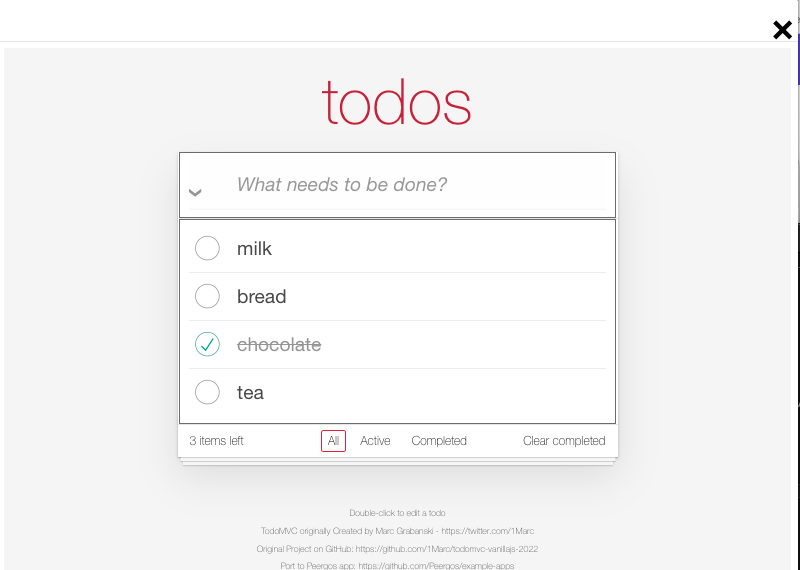 todos
What needs to be done?
milk
bread
chocolate
tea
3 items left All Active Completed Clear completed
Double-click to edit a todo
TodoMVC originally Created by Marc Grabanski - https://twitter.com/1Marc
Original Project on GitHub: https://github.com/1Marc/todomvc-vanillajs-2022
Port to Peergos app: https://github.com/Peergos/example-apps